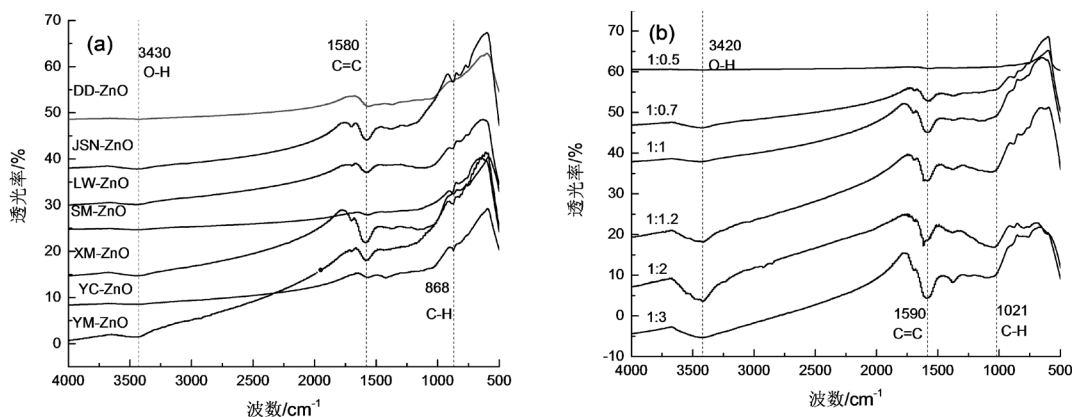 (a)
3430
O-H
1580
C=C
868
C-H
DD-ZnO
JSN-ZnO
LW-ZnO
SM-ZnO
XM-ZnO
YC-ZnO
YM-ZnO
透光率/%
70
60
50
40
30
20
10
0
4000 3500 3000 2500 2000 1500 1000 500
波数/cm⁻¹
(b)
3420
O-H
1590
C=C
1021
C-H
1:0.5
1:0.7
1:1
1:1.2
1:2
1:3
透光率/%
70
60
50
40
30
20
10
0
-10
4000 3500 3000 2500 2000 1500 1000 500
波数/cm⁻¹